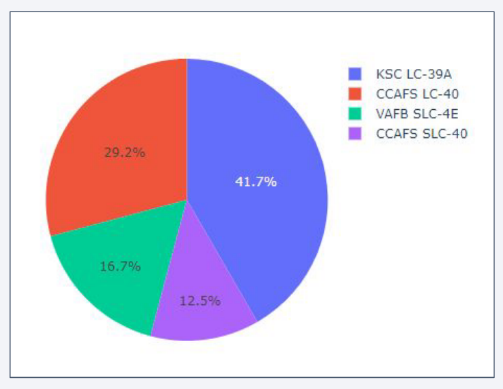 KSC LC-39A
CCAFS LC-40
VAFB SLC-4E
CCAFS SLC-40
29.2%
41.7%
16.7%
12.5%